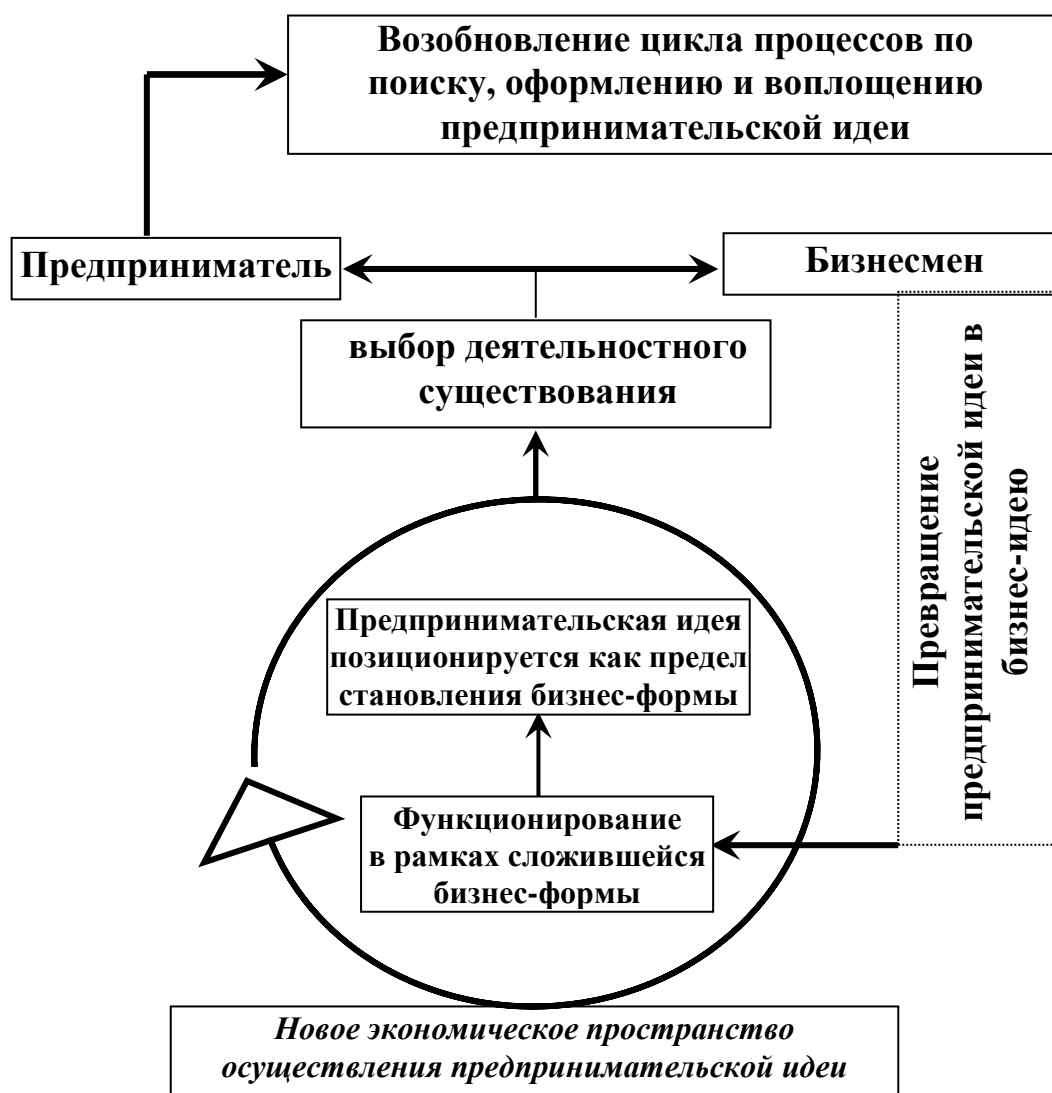 Возобновление цикла процессов по
поиску, оформлению и воплощению
предпринимательской идеи
Предприниматель
Бизнесмен
выбор деятельностного
существования
Превращение
предпринимательской идеи в
бизнес-идею
Предпринимательская идея
позиционируется как предел
становления бизнес-формы
Функционирование
в рамках сложившейся
бизнес-формы
Новое экономическое пространство
осуществления предпринимательской идеи